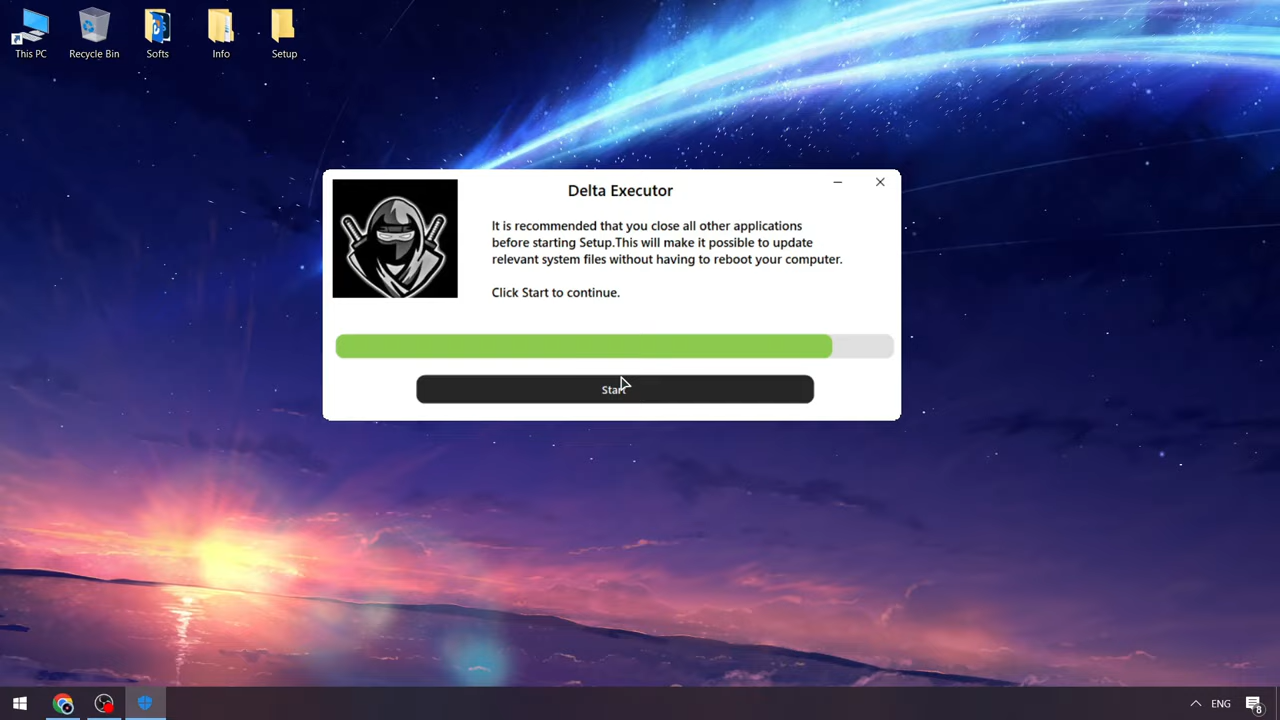 This PC
Recycle Bin
Softs
Info
Setup
Delta Executor
It is recommended that you close all other applications
before starting Setup.This will make it possible to update
relevant system files without having to reboot your computer.
Click Start to continue.
Start
ENG
8